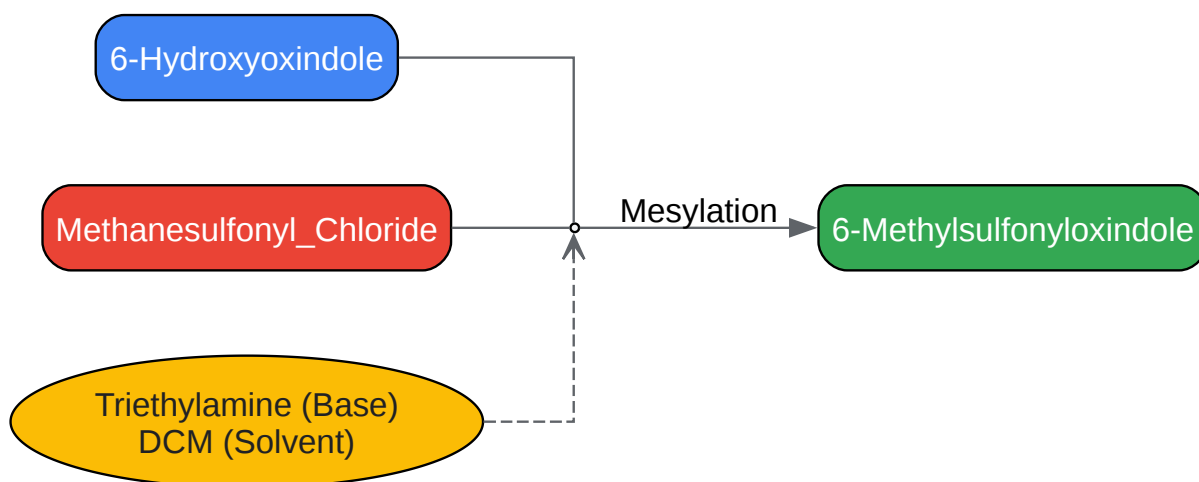 6-Hydroxyoxindole
Methanesulfonyl_Chloride
Mesylation
6-Methylsulfonyloxindole
Triethylamine (Base)
DCM (Solvent)